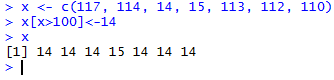 > x <- c(117, 114, 14, 15, 113, 112, 110)
> x[x>100]<-14
> x
[1] 14 14 14 15 14 14 14
> |